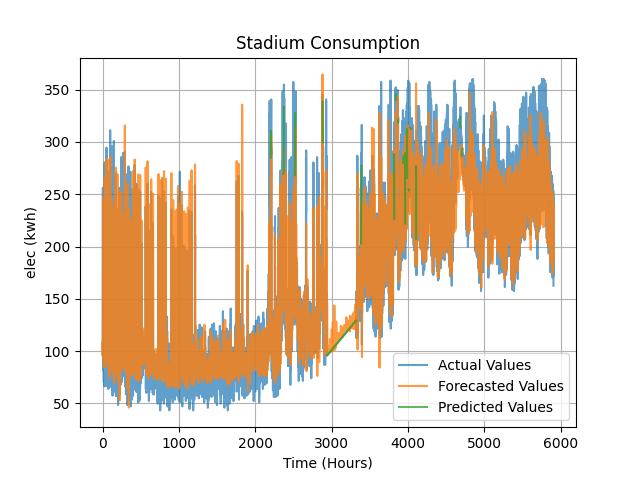 Stadium Consumption
elec (kwh)
350
300
250
200
150
100
50
0
1000
2000
3000
4000
5000
6000
Time (Hours)
Actual Values
Forecasted Values
Predicted Values